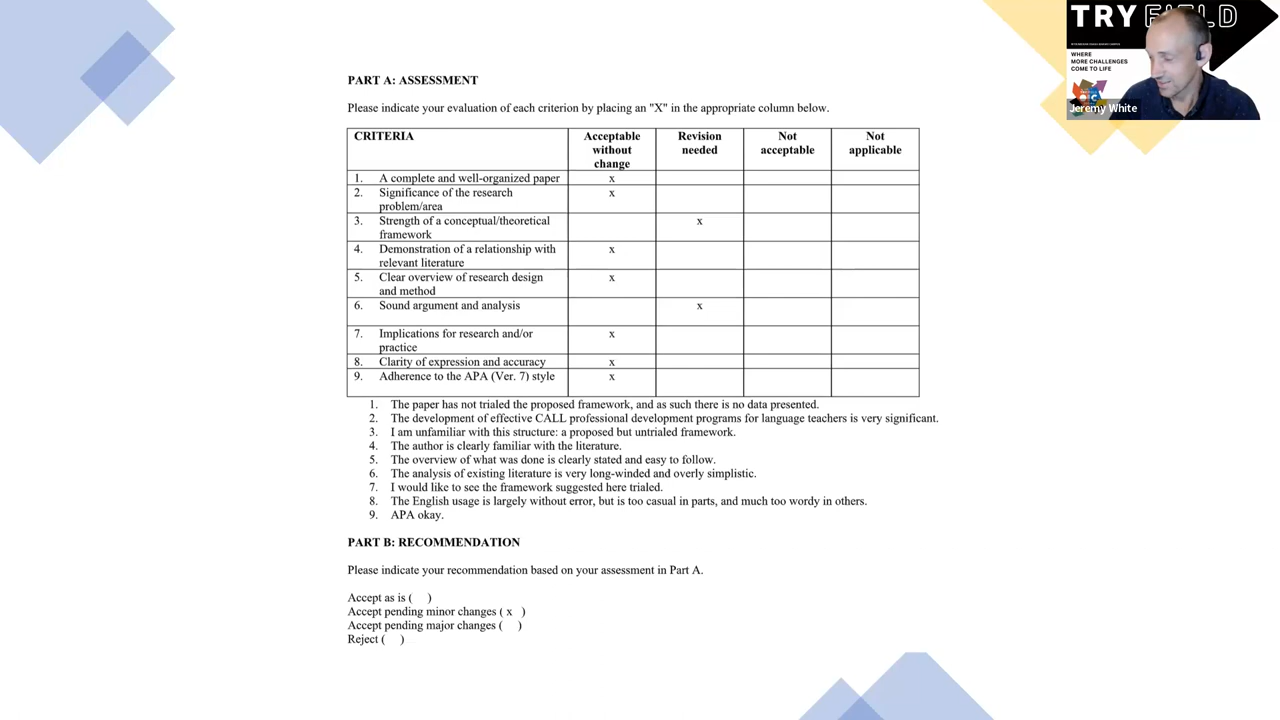 TRY FIELD
WHERE
MORE CHALLENGES
COME TO LIFE
Jeremy White
PART A: ASSESSMENT
Please indicate your evaluation of each criterion by placing an "X" in the appropriate column below.
CRITERIA Acceptable without change Revision needed Not acceptable Not applicable
1. A complete and well-organized paper x
2. Significance of the research x
problem/area
3. Strength of a conceptual/theoretical x
framework
4. Demonstration of a relationship with x
relevant literature
5. Clear overview of research design x
and method
6. Sound argument and analysis x
7. Implications for research and/or x
practice
8. Clarity of expression and accuracy x
9. Adherence to the APA (Ver. 7) style x
1. The paper has not trialed the proposed framework, and as such there is no data presented.
2. The development of effective CALL professional development programs for language teachers is very significant.
3. I am unfamiliar with this structure: a proposed but untrialed framework.
4. The author is clearly familiar with the literature.
5. The overview of what was done is clearly stated and easy to follow.
6. The analysis of existing literature is very long-winded and overly simplistic.
7. I would like to see the framework suggested here trialed.
8. The English usage is largely without error, but is too casual in parts, and much too wordy in others.
9. APA okay.
PART B: RECOMMENDATION
Please indicate your recommendation based on your assessment in Part A.
Accept as is ( )
Accept pending minor changes ( x )
Accept pending major changes ( )
Reject ( )